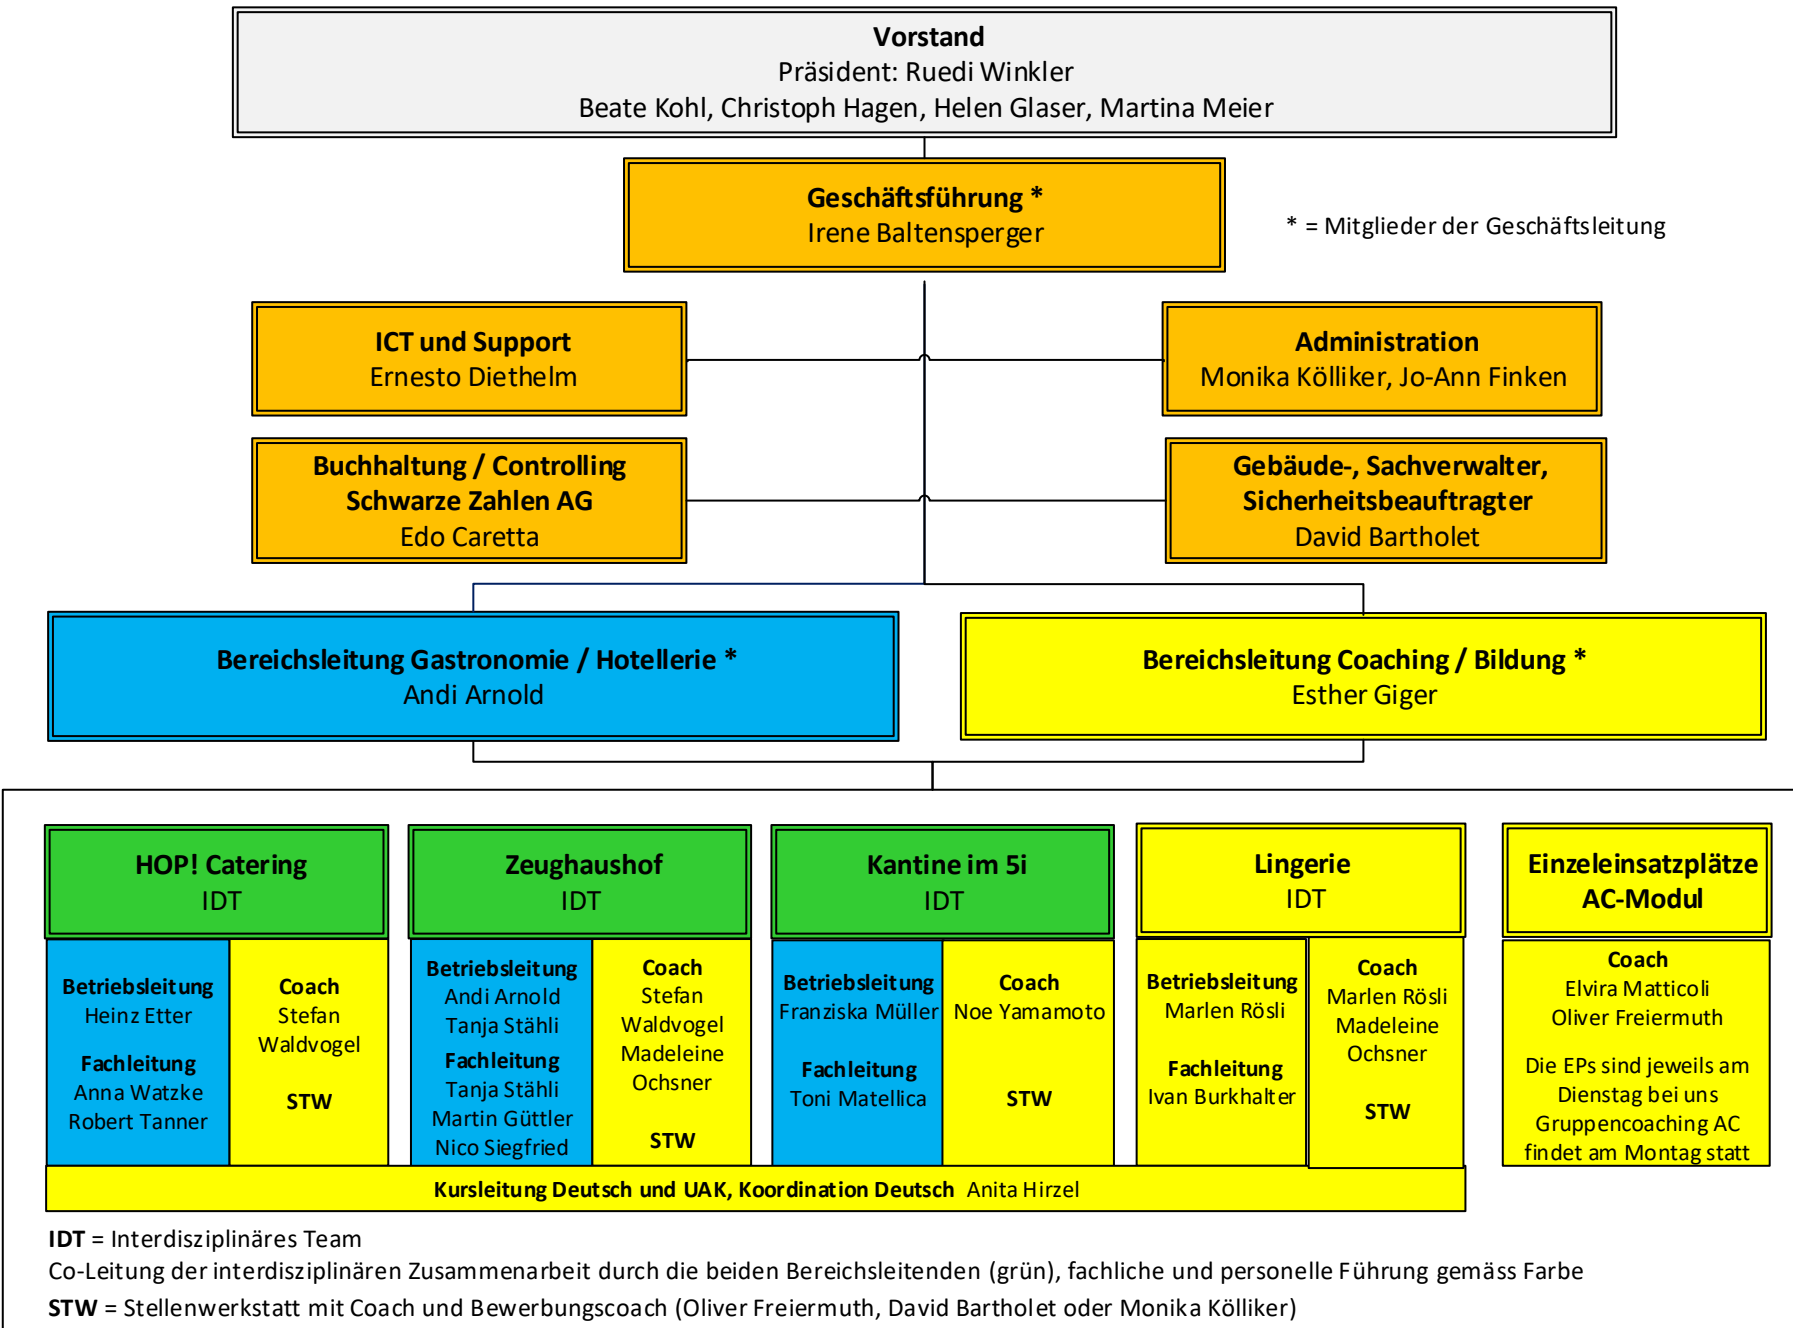 Vorstand
Präsident: Ruedi Winkler
Beate Kohl, Christoph Hagen, Helen Glaser, Martina Meier
Geschäftsführung *
Irene Baltensperger
* = Mitglieder der Geschäftsleitung
ICT und Support
Ernesto Diethelm
Administration
Monika Kölliker, Jo-Ann Finken
Buchhaltung / Controlling
Schwarze Zahlen AG
Edo Caretta
Gebäude-, Sachverwalter,
Sicherheitsbeauftragter
David Bartholet
Bereichsleitung Gastronomie / Hotellerie *
Andi Arnold
Bereichsleitung Coaching / Bildung *
Esther Giger
HOP! Catering
IDT
Betriebsleitung
Heinz Etter
Fachleitung
Anna Watzke
Robert Tanner
Coach
Stefan
Waldvogel
STW
Zeughaushof
IDT
Betriebsleitung
Andi Arnold
Tanja Stähli
Fachleitung
Tanja Stähli
Martin Güttler
Nico Siegfried
Coach
Stefan
Waldvogel
Madeleine
Ochsner
STW
Kantine im 5i
IDT
Betriebsleitung
Franziska Müller
Fachleitung
Toni Matellica
Coach
Noe Yamamoto
STW
Lingerie
IDT
Betriebsleitung
Marlen Rösli
Fachleitung
Ivan Burkhalter
Coach
Marlen Rösli
Madeleine
Ochsner
STW
Einzeleinsatzplätze
AC-Modul
Coach
Elvira Matticoli
Oliver Freiermuth
Die EPs sind jeweils am
Dienstag bei uns
Gruppencoaching AC
findet am Montag statt
Kursleitung Deutsch und UAK, Koordination Deutsch Anita Hirzel
IDT = Interdisziplinäres Team
Co-Leitung der interdisziplinären Zusammenarbeit durch die beiden Bereichsleitenden (grün), fachliche und personelle Führung gemäss Farbe
STW = Stellenwerkstatt mit Coach und Bewerbungscoach (Oliver Freiermuth, David Bartholet oder Monika Kölliker)